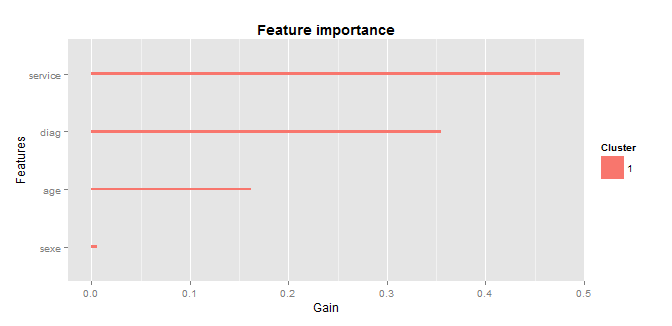 Feature importance
service
diag
age
sexe
Features
0.0 0.1 0.2 0.3 0.4 0.5
Gain
Cluster
1